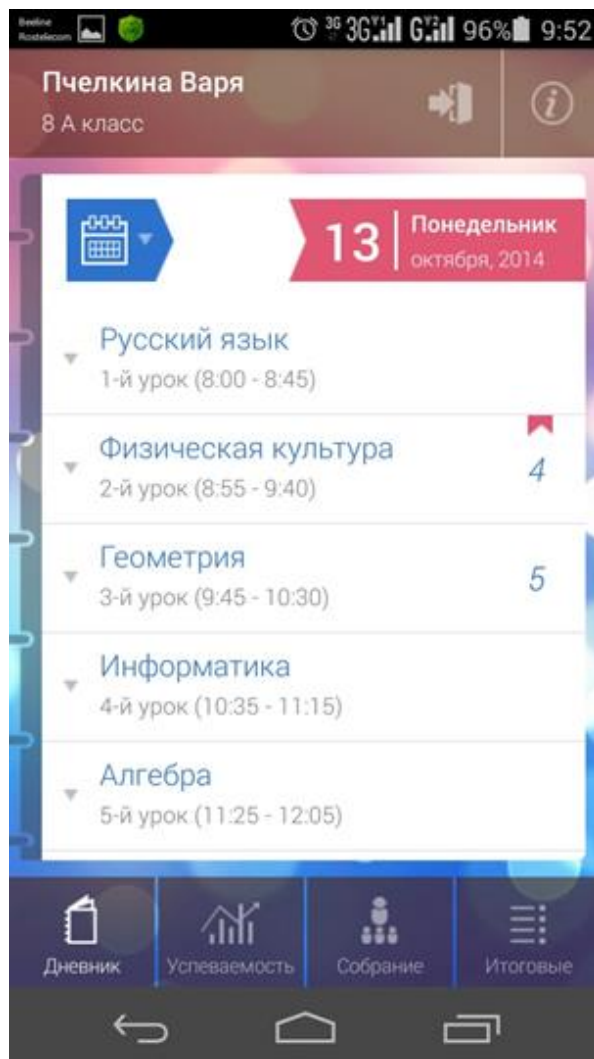 Beeline
Rostelecom
3G 3G G 96% 9:52
Пчелкина Варя
8 А класс
13 Понедельник
октября, 2014
Русский язык
1-й урок (8:00 - 8:45)
Физическая культура
4
2-й урок (8:55 - 9:40)
Геометрия
5
3-й урок (9:45 - 10:30)
Информатика
4-й урок (10:35 - 11:15)
Алгебра
5-й урок (11:25 - 12:05)
Дневник Успеваемость Собрание Итоговые